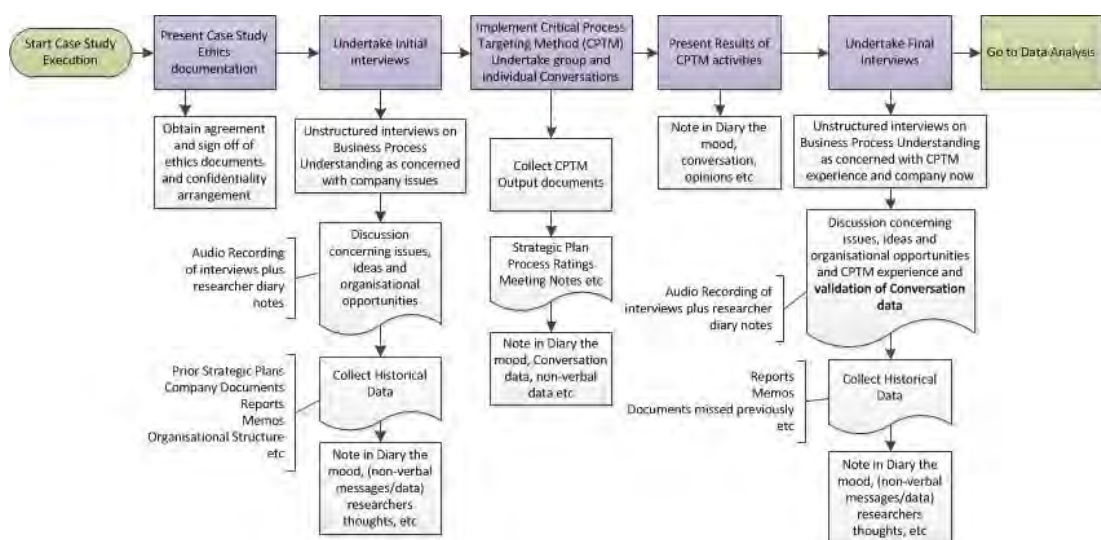 Start Case Study
Execution
Present Case Study
Ethics
documentation
Undertake Initial
interviews
Implement Critical Process
Targeting Method (CPTM)
Undertake group and
individual Conversations
Present Results of
CPTM activities
Undertake Final
Interviews
Go to Data Analysis
Obtain agreement
and sign off of
ethics documents
and confidentiality
arrangement
Unstructured interviews on
Business Process
Understanding as concerned
with company issues
Discussion
concerning issues,
ideas and
organisational
opportunities
Audio Recording
of interviews plus
researcher diary
notes
Collect Historical
Data
Prior Strategic Plans
Company Documents
Reports
Memos
Organisational Structure
etc
Note in Diary the
mood, (non-verbal
messages/data)
researchers
thoughts, etc
Collect CPTM
Output documents
Strategic Plan
Process Ratings
Meeting Notes etc
Note in Diary the
mood, Conversation
data, non-verbal
data etc
Note in Diary the
mood,
conversation,
opinions etc
Unstructured interviews on
Business Process Understanding
as concerned with CPTM
experience and company now
Discussion concerning
issues, ideas and
organisational opportunities
and CPTM experience and
validation of Conversation
data
Audio Recording of
interviews plus researcher
diary notes
Collect Historical
Data
Reports
Memos
Documents missed previously
etc
Note in Diary the
mood, (non-verbal
messages/data)
researchers
thoughts, etc